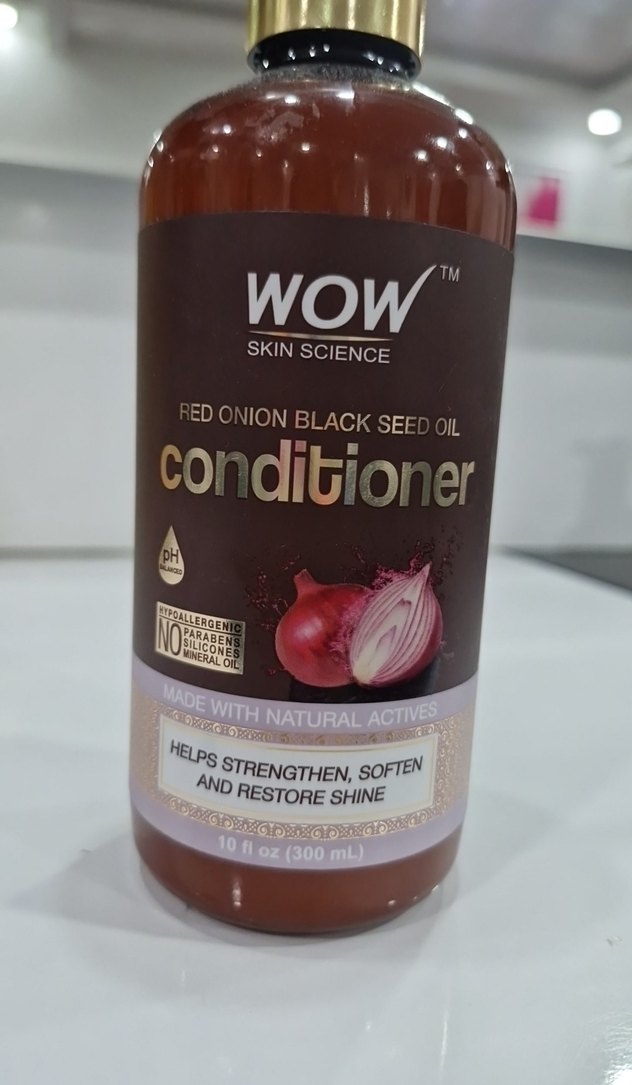 WOW™
SKIN SCIENCE
RED ONION BLACK SEED OIL
conditioner
pH
BALANCED
HYPOALLERGENIC
NO PARABENS
SILICONES
MINERAL OIL
MADE WITH NATURAL ACTIVES
HELPS STRENGTHEN, SOFTEN
AND RESTORE SHINE
10 fl oz (300 mL)